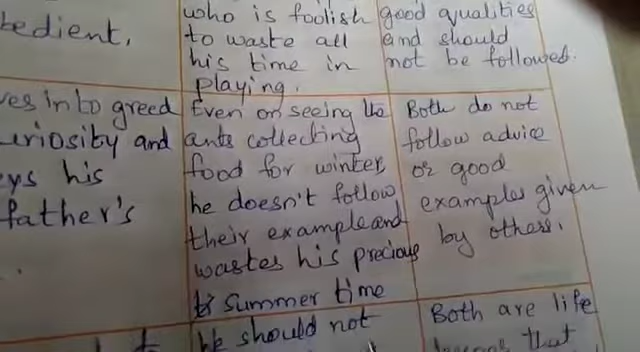 bedient.
who is foolish
to waste all
his time in
playing.
good qualities
and should
not be followed.
ves into greed
uriosity and
eys his
father's
Even on seeing the
ants collecting
food for winter,
he doesn't follow
their example and
wastes his precious
summer time
Both do not
follow advice
or good
examples given
by others.
he should not
Both are life
that